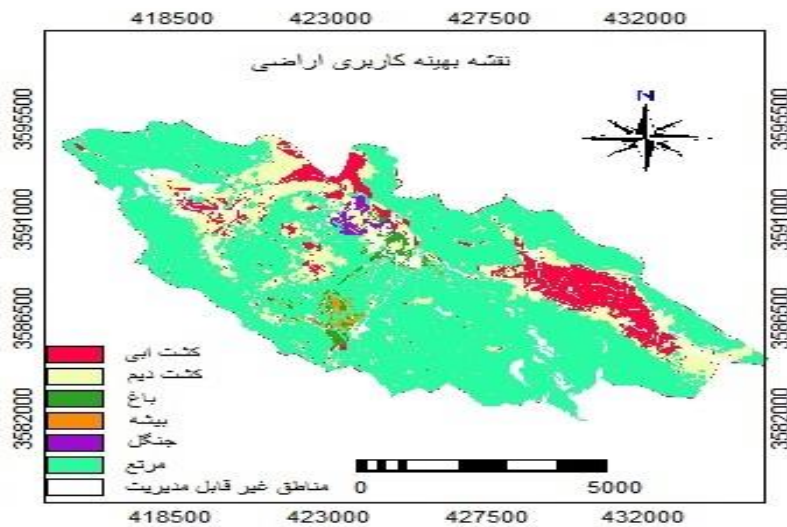 418500 423000 427500 432000
نقشه بهینه کاربری اراضی
N
3595500 3595500
3591000 3591000
3586500 3586500
3582000 3582000
کشت ابی
کشت دیم
باغ
بیشه
جنگل
مرتع
مناطق غیر قابل مدیریت
0 5000
418500 423000 427500 432000